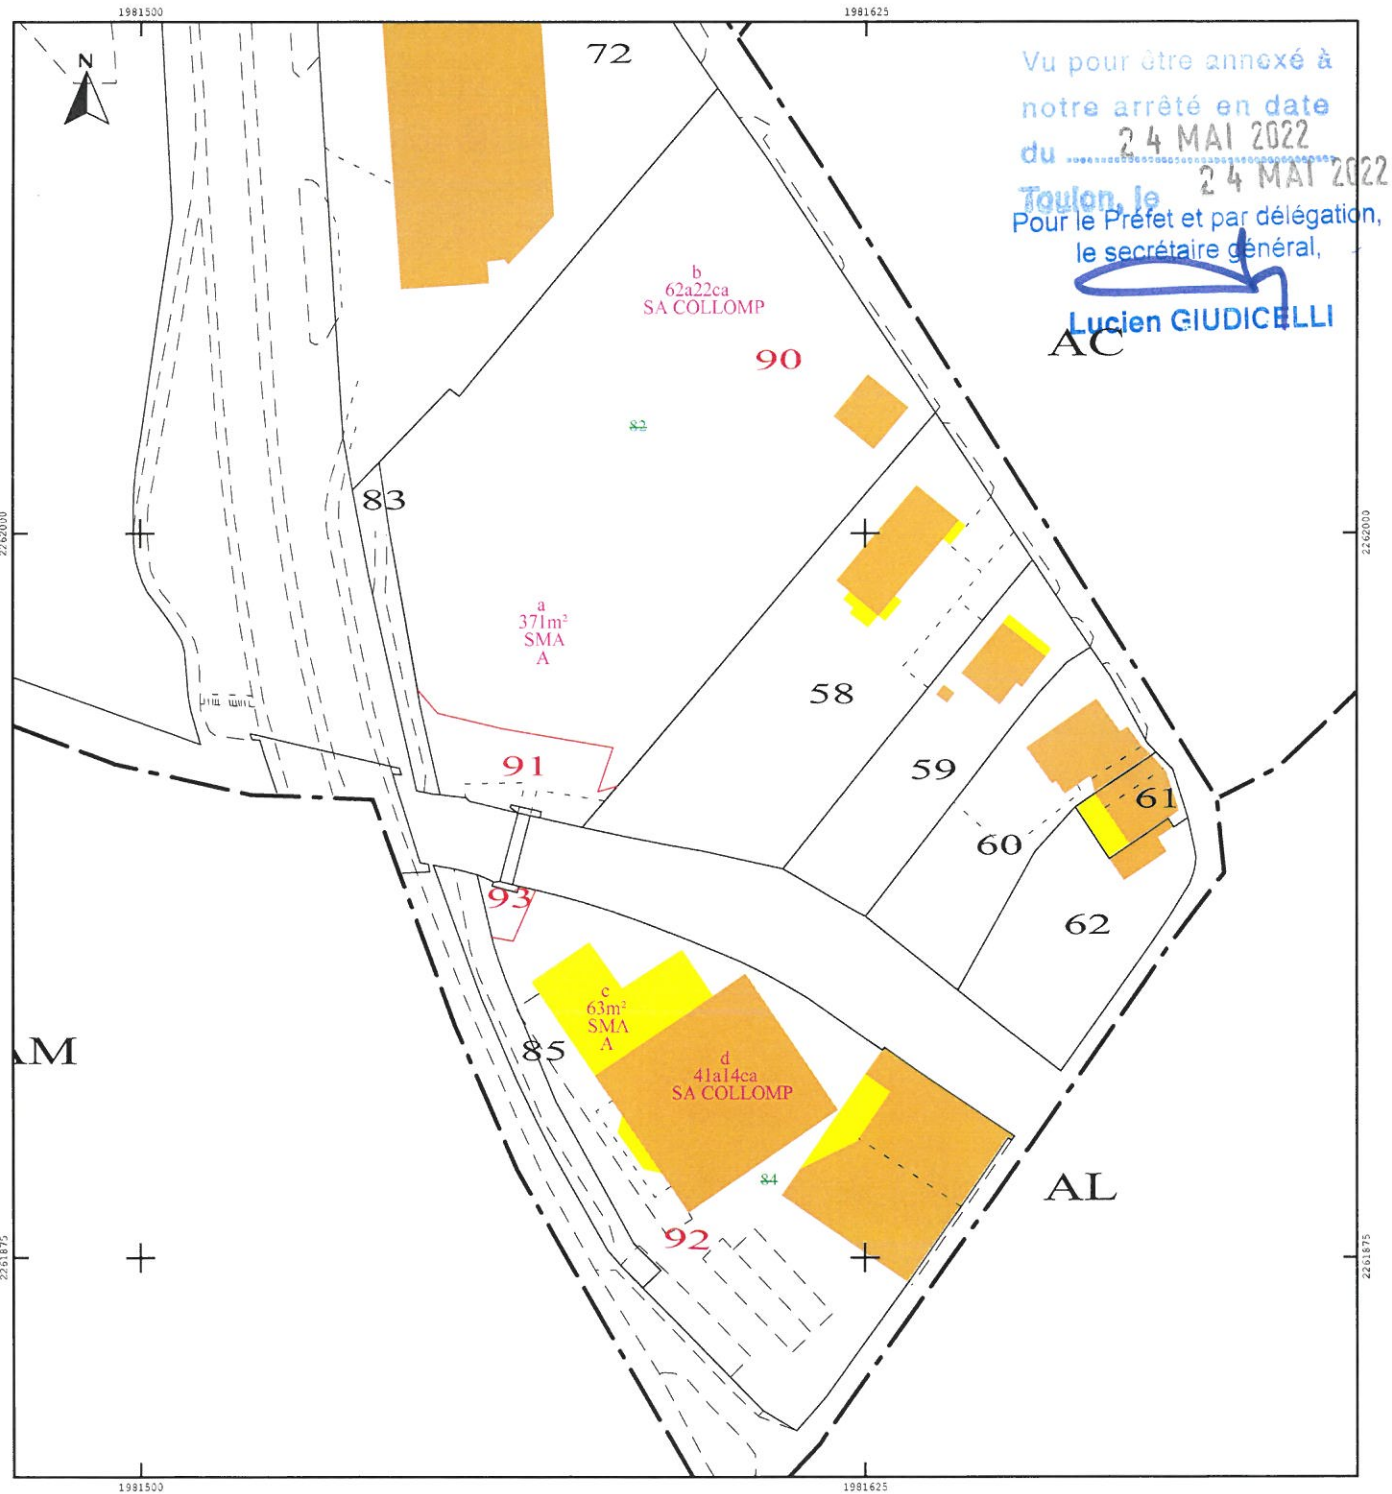 1981500
1981625
N
72
Vu pour être annexé à
notre arrêté en date
du 24 MAI 2022
24 MAI 2022
Toulon, le
Pour le Préfet et par délégation,
le secrétaire général,
Lucien GIUDICELLI
AC
b
62a22ca
SA COLLOMP
90
82
83
2262000
2262000
a
371m²
SMA
A
58
91
59
61
60
93
62
c
63m²
SMA
A
AM
85
d
41a14ca
SA COLLOMP
84
AL
92
2261875
2261875
1981500
1981625